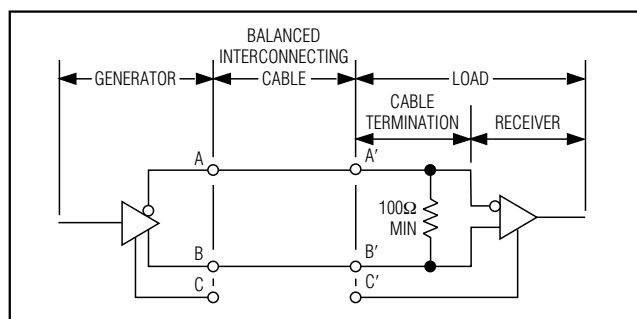 BALANCED
INTERCONNECTING
GENERATOR CABLE LOAD
CABLE
TERMINATION RECEIVER
A A′
100Ω
MIN
B B′
C C′